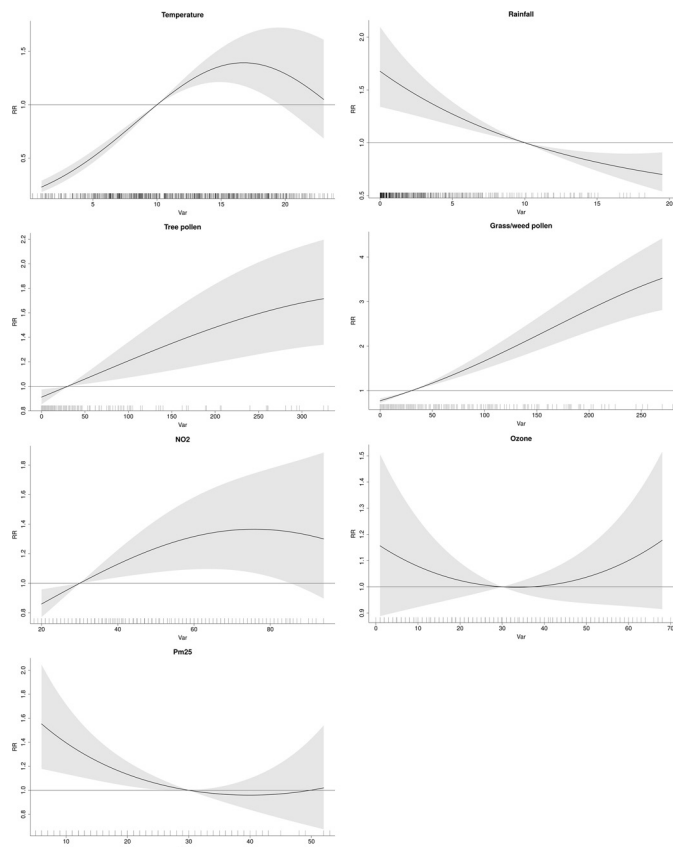 Temperature
RR
0.5 1.0 1.5
5 10 15 20
Var
Rainfall
RR
0.5 1.0 1.5 2.0
0 5 10 15 20
Var
Tree pollen
RR
0.8 1.0 1.2 1.4 1.6 1.8 2.0 2.2
0 50 100 150 200 250 300
Var
Grass/weed pollen
RR
1 2 3 4
0 50 100 150 200 250
Var
NO2
RR
0.8 1.0 1.2 1.4 1.6 1.8
20 40 60 80
Var
Ozone
RR
0.9 1.0 1.1 1.2 1.3 1.4 1.5
0 10 20 30 40 50 60 70
Var
Pm25
RR
0.8 1.0 1.2 1.4 1.6 1.8 2.0
10 20 30 40 50